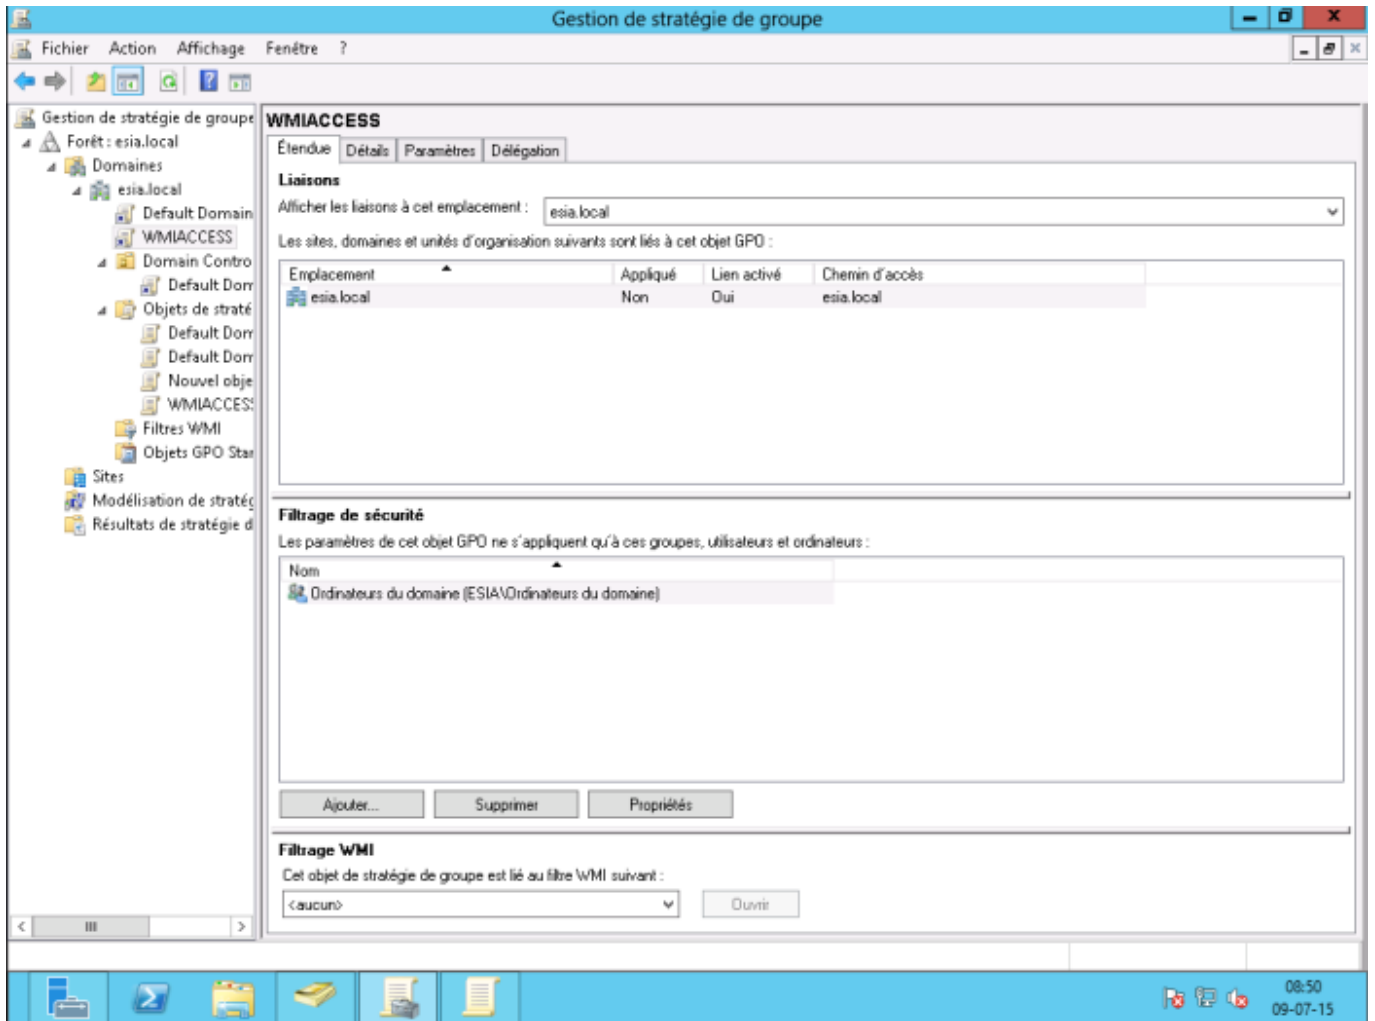 Gestion de stratégie de groupe
Fichier Action Affichage Fenêtre ?
Gestion de stratégie de groupe
Forêt : esia.local
Domaines
esia.local
Default Domain
WMIACCESS
Domain Contro
Default Dom
Objets de straté
Default Dom
Default Dom
Nouvel obje
WMIACCESS
Filtres WMI
Objets GPO Star
Sites
Modélisation de stratég
Résultats de stratégie d
WMIACCESS
Étendue Détails Paramètres Délégation
Liaisons
Afficher les liaisons à cet emplacement : esia.local
Les sites, domaines et unités d'organisation suivants sont liés à cet objet GPO :
Emplacement Appliqué Lien activé Chemin d'accès
esia.local Non Oui esia.local
Filtrage de sécurité
Les paramètres de cet objet GPO ne s'appliquent qu'à ces groupes, utilisateurs et ordinateurs :
Nom
Ordinateurs du domaine (ESIA\Ordinateurs du domaine)
Ajouter... Supprimer Propriétés
Filtrage WMI
Cet objet de stratégie de groupe est lié au filtre WMI suivant :
<aucun> Ouvrir
08:50
09-07-15